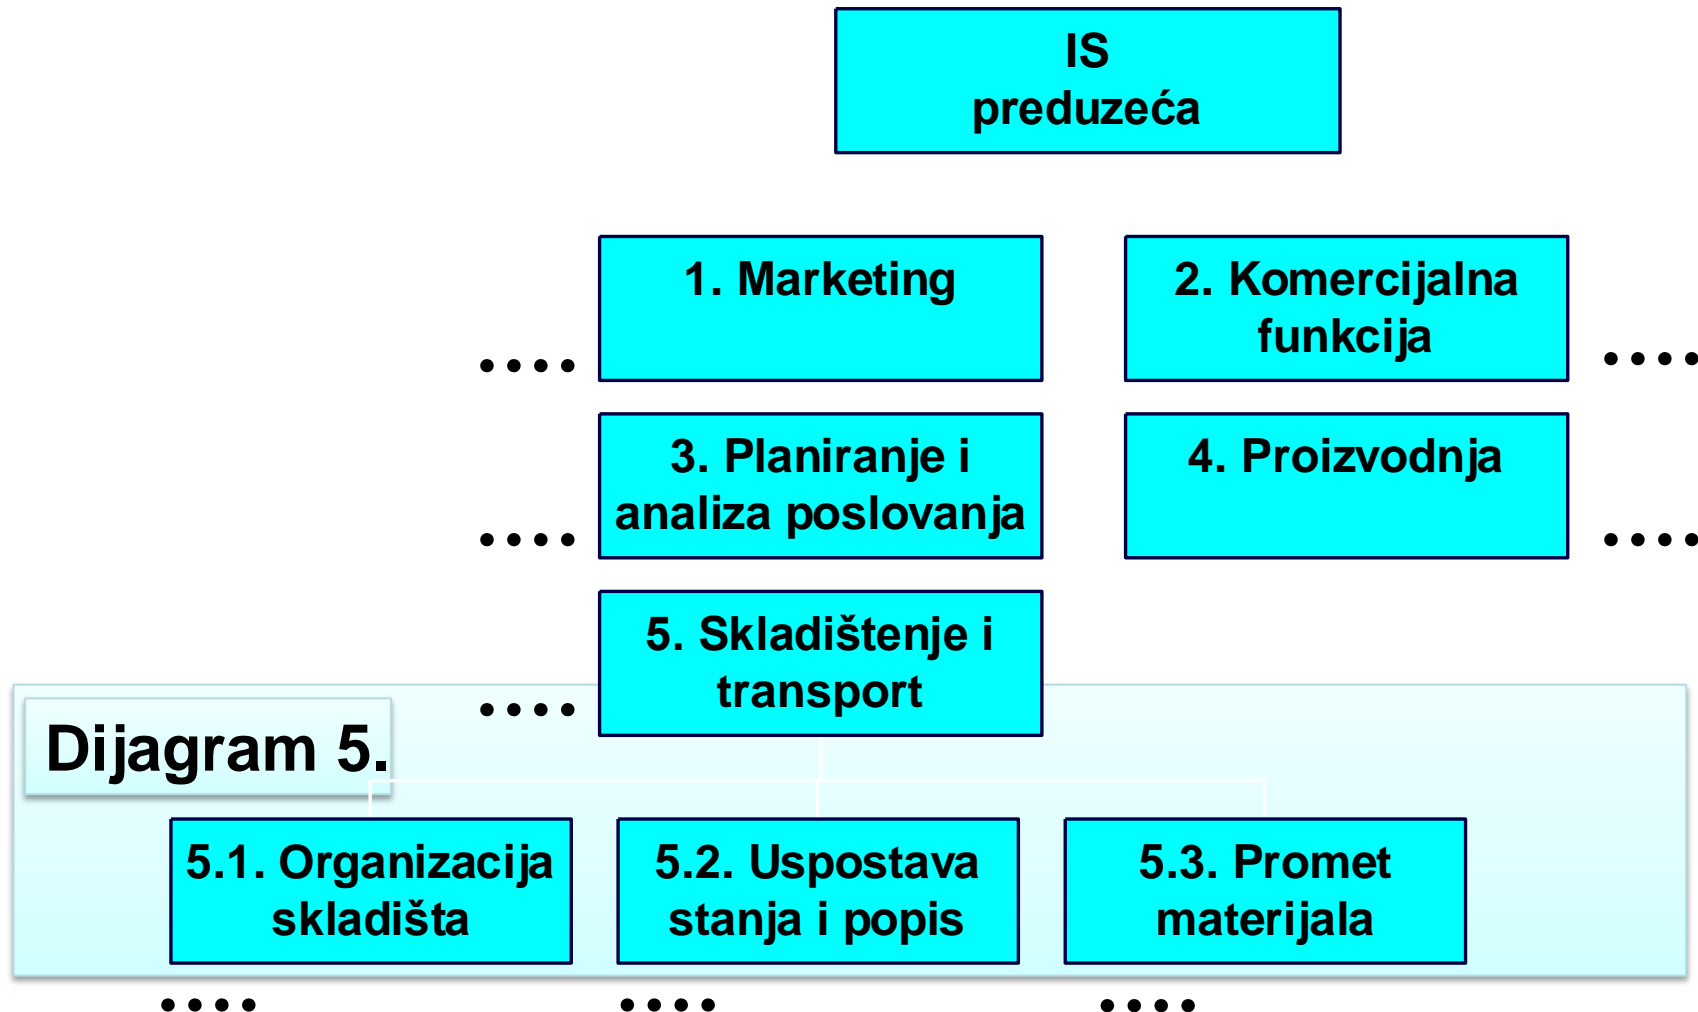 IS
preduzeća
1. Marketing
2. Komercijalna
funkcija
....
....
3. Planiranje i
analiza poslovanja
4. Proizvodnja
....
....
5. Skladištenje i
transport
....
Dijagram 5.
5.1. Organizacija
skladišta
5.2. Uspostava
stanja i popis
5.3. Promet
materijala
....
....
....